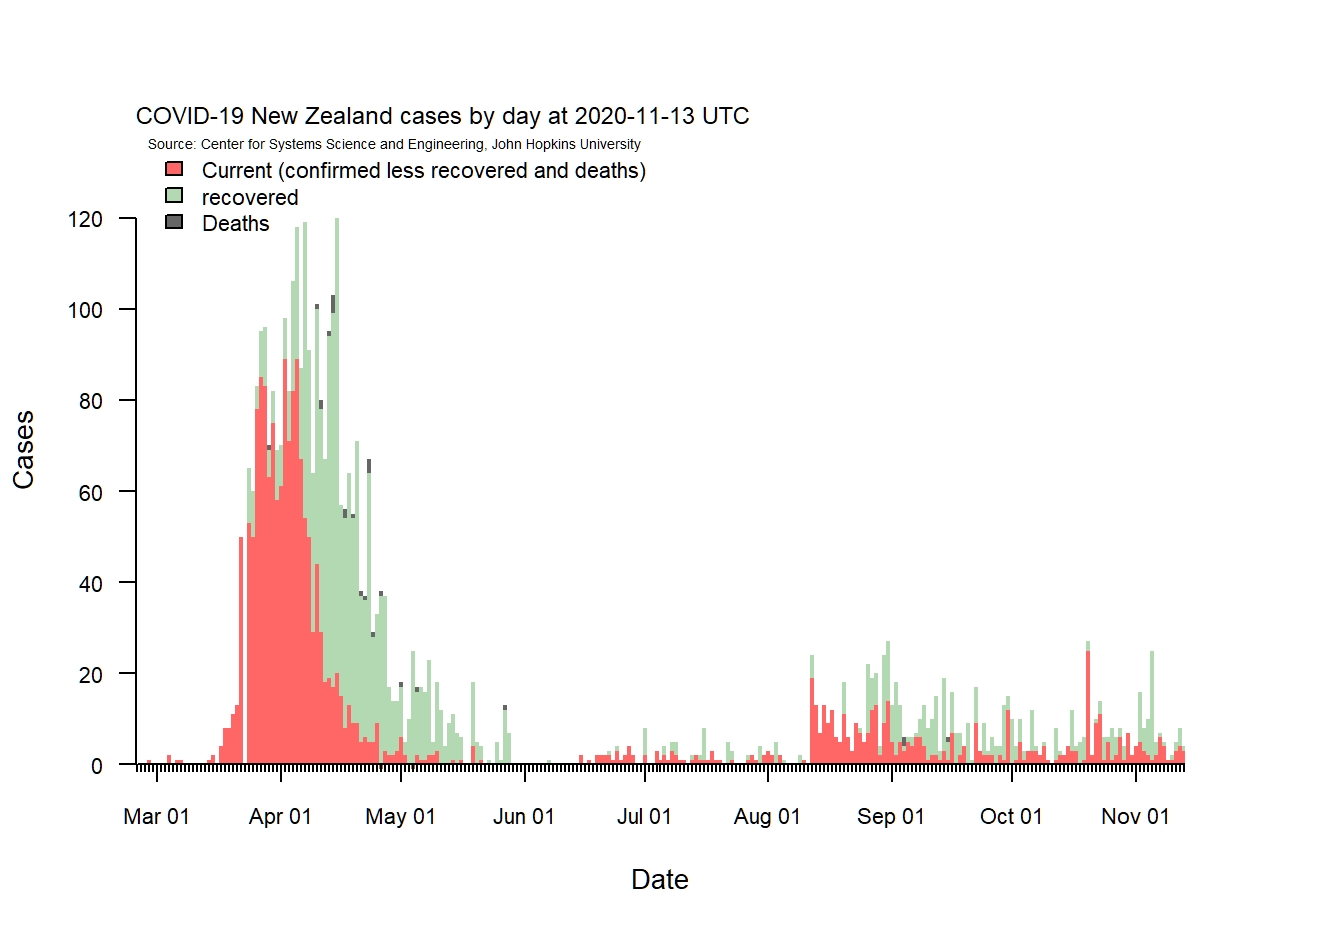 COVID-19 New Zealand cases by day at 2020-11-13 UTC
Source: Center for Systems Science and Engineering, John Hopkins University
Current (confirmed less recovered and deaths)
recovered
Deaths
120
100
80
60
40
20
0
Cases
Mar 01 Apr 01 May 01 Jun 01 Jul 01 Aug 01 Sep 01 Oct 01 Nov 01
Date